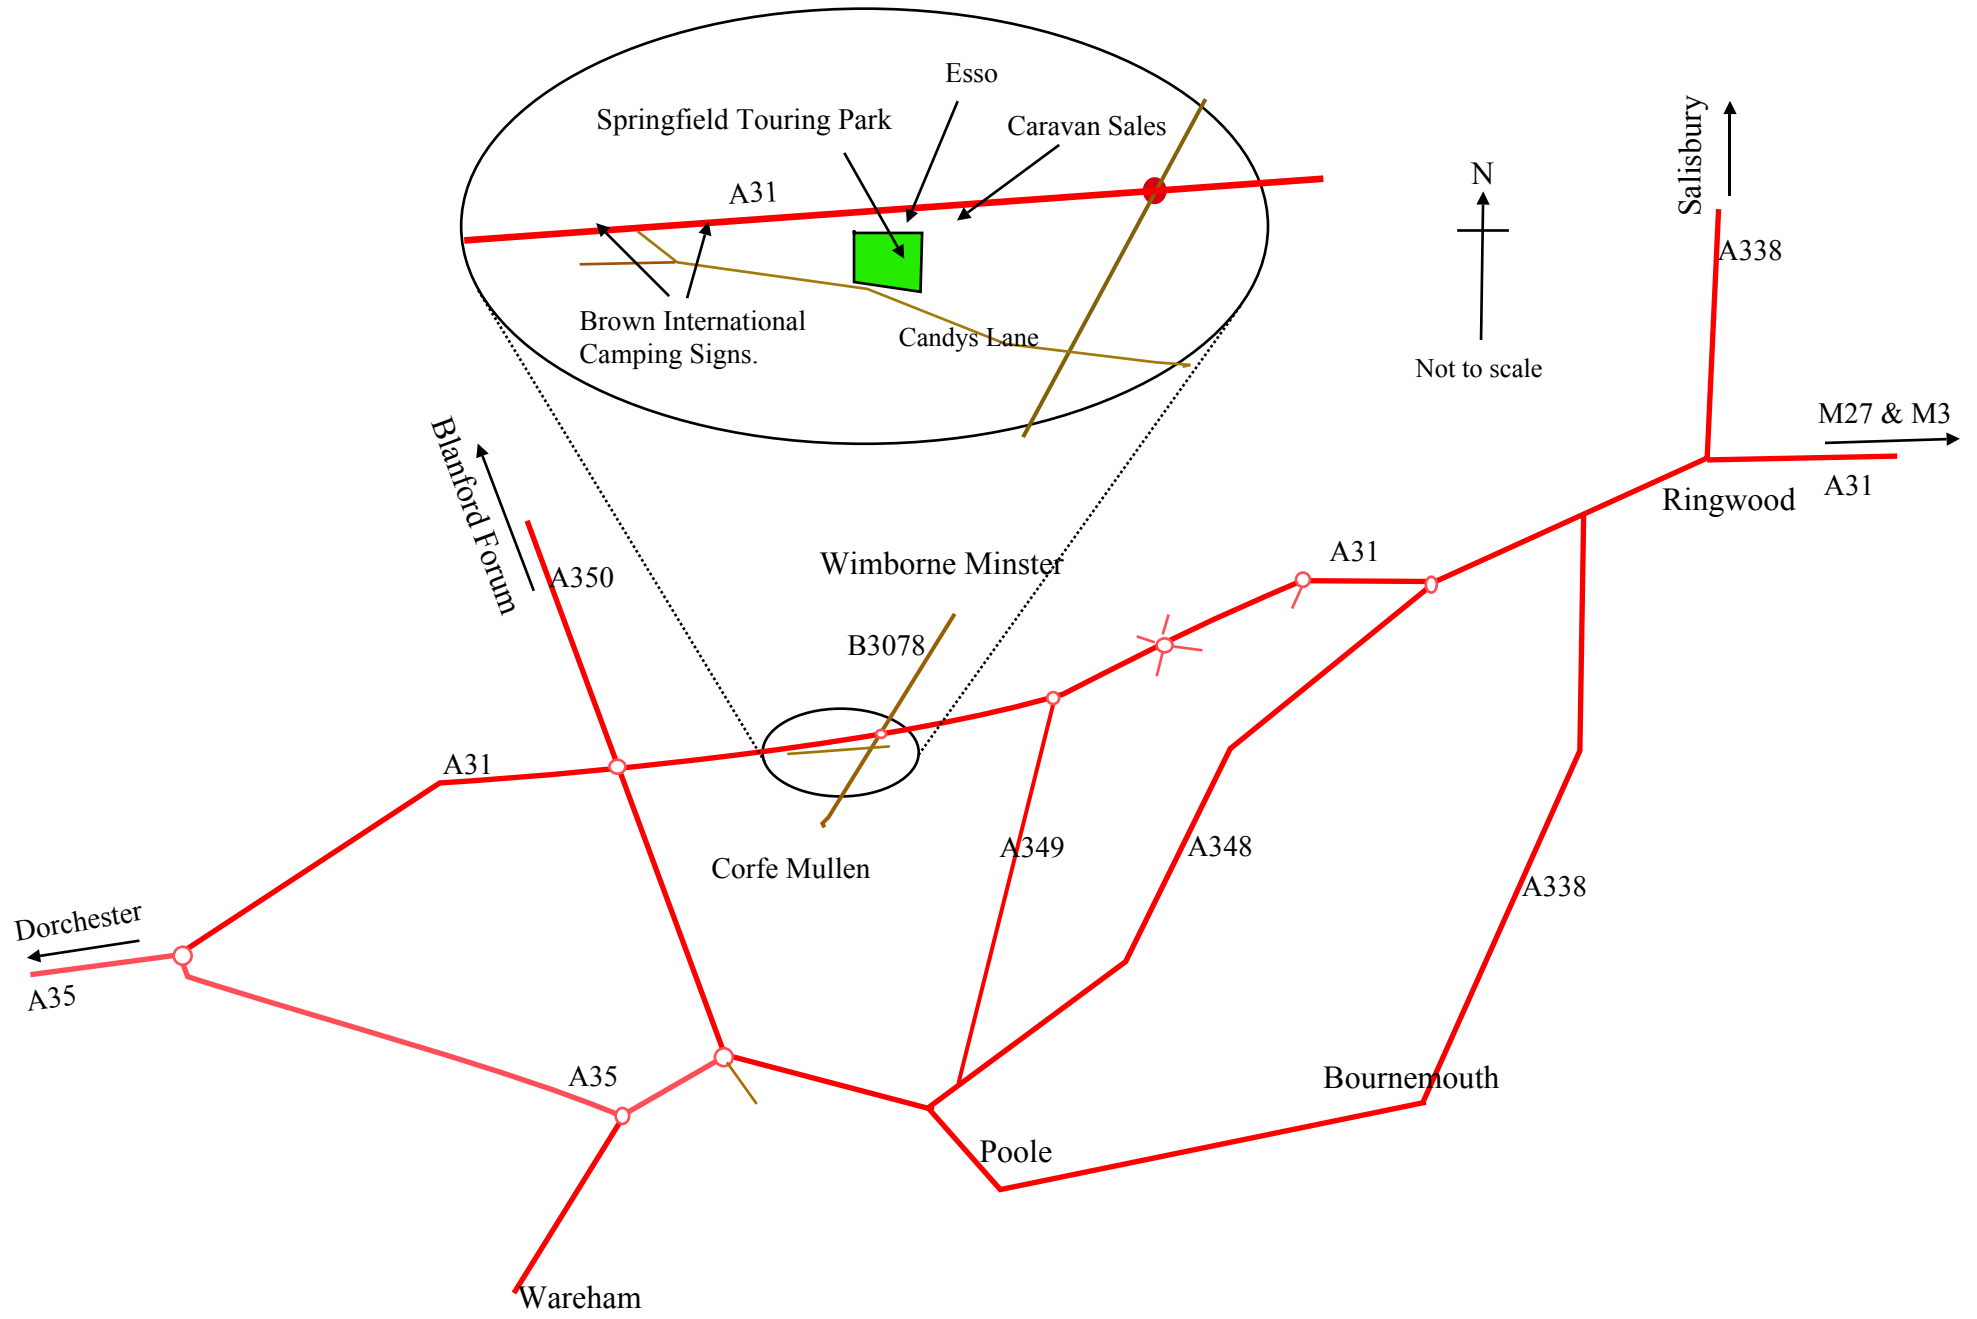 Esso
Springfield Touring Park
Caravan Sales
A31
Brown International
Camping Signs.
Candys Lane
N
Not to scale
Salisbury
A338
M27 & M3
A31
Ringwood
Blanford Forum
A350
Wimborne Minster
B3078
A31
A31
Corfe Mullen
A349
A348
A338
Dorchester
A35
A35
Bournemouth
Poole
Wareham